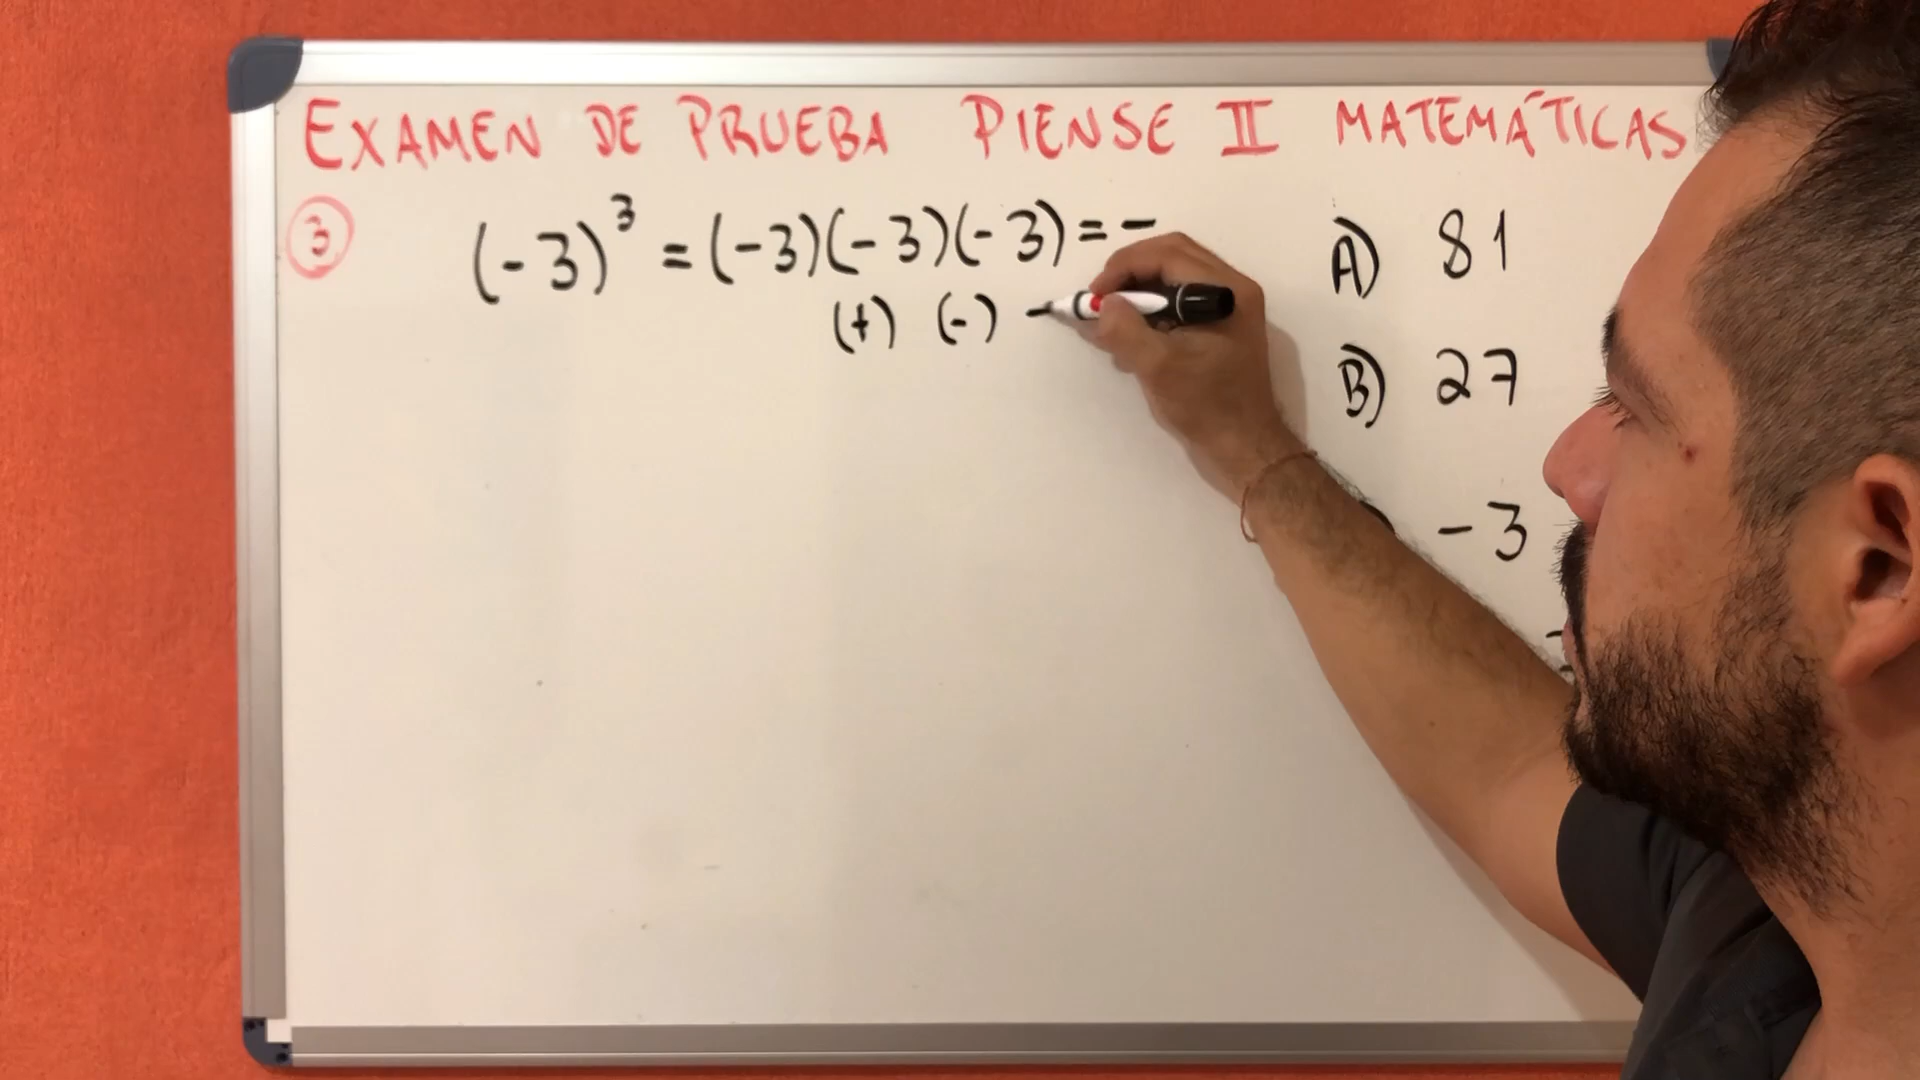 EXAMEN DE PRUEBA PIENSE II MATEMÁTICAS
3 (-3)³ = (-3)(-3)(-3) = -
(+) (-) -
A) 81
B) 27
- 3